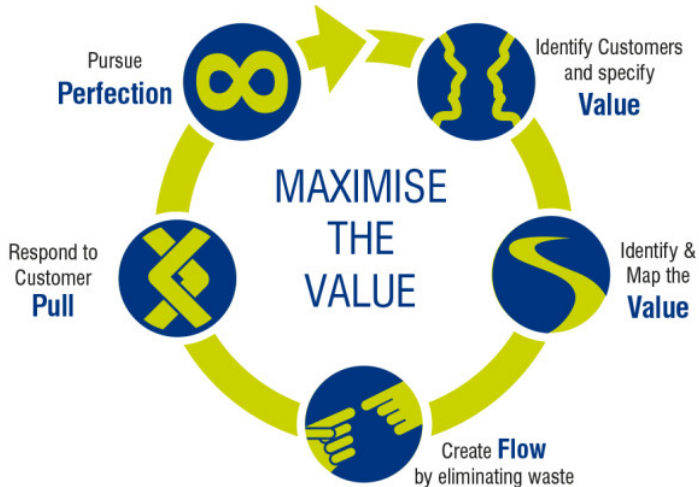 Pursue
Perfection
Identify Customers
and specify
Value
MAXIMISE
THE
VALUE
Respond to
Customer
Pull
Identify &
Map the
Value
Create Flow
by eliminating waste